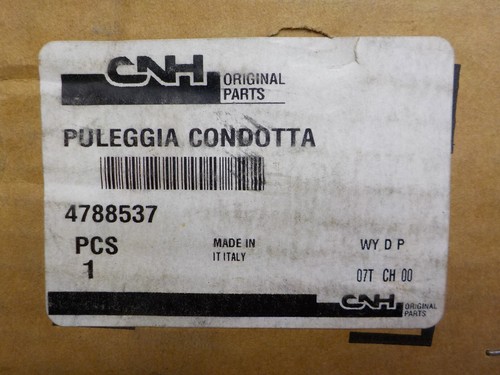 CNH ORIGINAL
PARTS
PULEGGIA CONDOTTA
4788537
PCS
1
MADE IN
IT ITALY
WY D P
07T CH 00
CNH ORIGINAL
PARTS